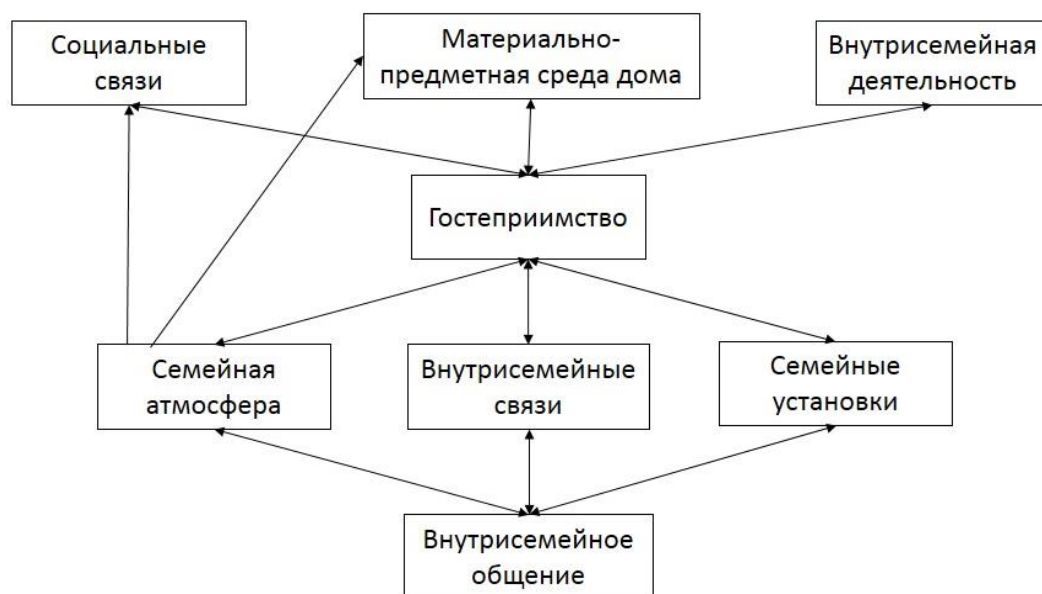 Социальные
связи
Материально-
предметная среда дома
Внутрисемейная
деятельность
Гостеприимство
Семейная
атмосфера
Внутрисемейные
связи
Семейные
установки
Внутрисемейное
общение